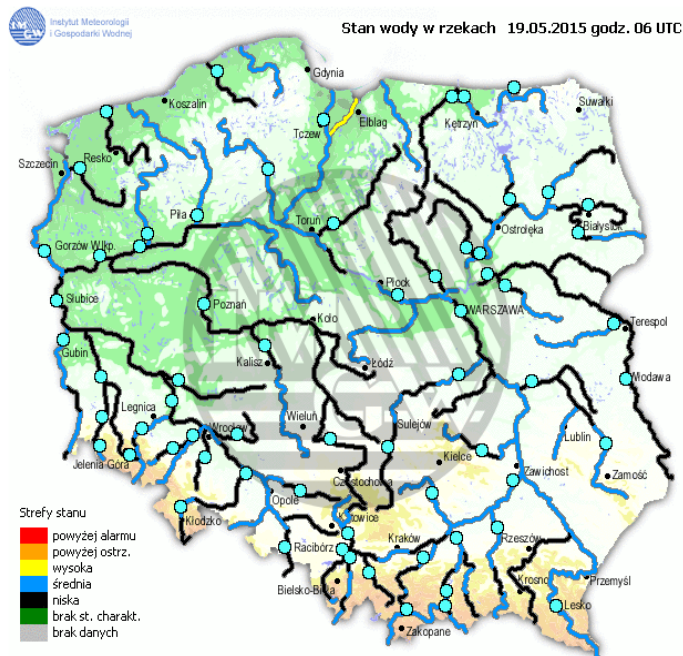 Instytut Meteorologii
i Gospodarki Wodnej
Stan wody w rzekach 19.05.2015 godz. 06 UTC
Gdynia
Koszalin
Suwałki
Elbląg
Kętrzyn
Tczew
Resko
Szczecin
Piła
Toruń
Ostrołęka
Białystok
Gorzów Wlkp.
Płock
Słubice
Poznań
Koło
WARSZAWA
Terespol
Gubin
Kalisz
Łódź
Włodawa
Legnica
Wieluń
Sulejów
Wrocław
Lublin
Kielce
Jelenia Góra
Zawichost
Zamość
Częstochowa
Opole
Kłodzko
Katowice
Kraków
Racibórz
Rzeszów
Bielsko-Biała
Krosno
Przemyśl
Lesko
Zakopane
Strefy stanu
powyżej alarmu
powyżej ostrz.
wysoka
średnia
niska
brak st. charakt.
brak danych